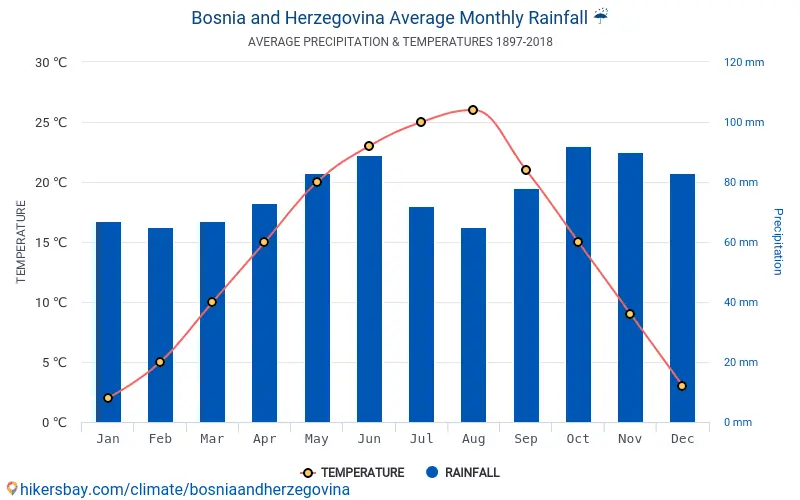 Bosnia and Herzegovina Average Monthly Rainfall ☔
AVERAGE PRECIPITATION & TEMPERATURES 1897-2018
30 °C 120 mm
25 °C 100 mm
20 °C 80 mm
15 °C 60 mm
10 °C 40 mm
5 °C 20 mm
0 °C 0 mm
TEMPERATURE
Precipitation
Jan Feb Mar Apr May Jun Jul Aug Sep Oct Nov Dec
TEMPERATURE RAINFALL
hikersbay.com/climate/bosniaandherzegovina